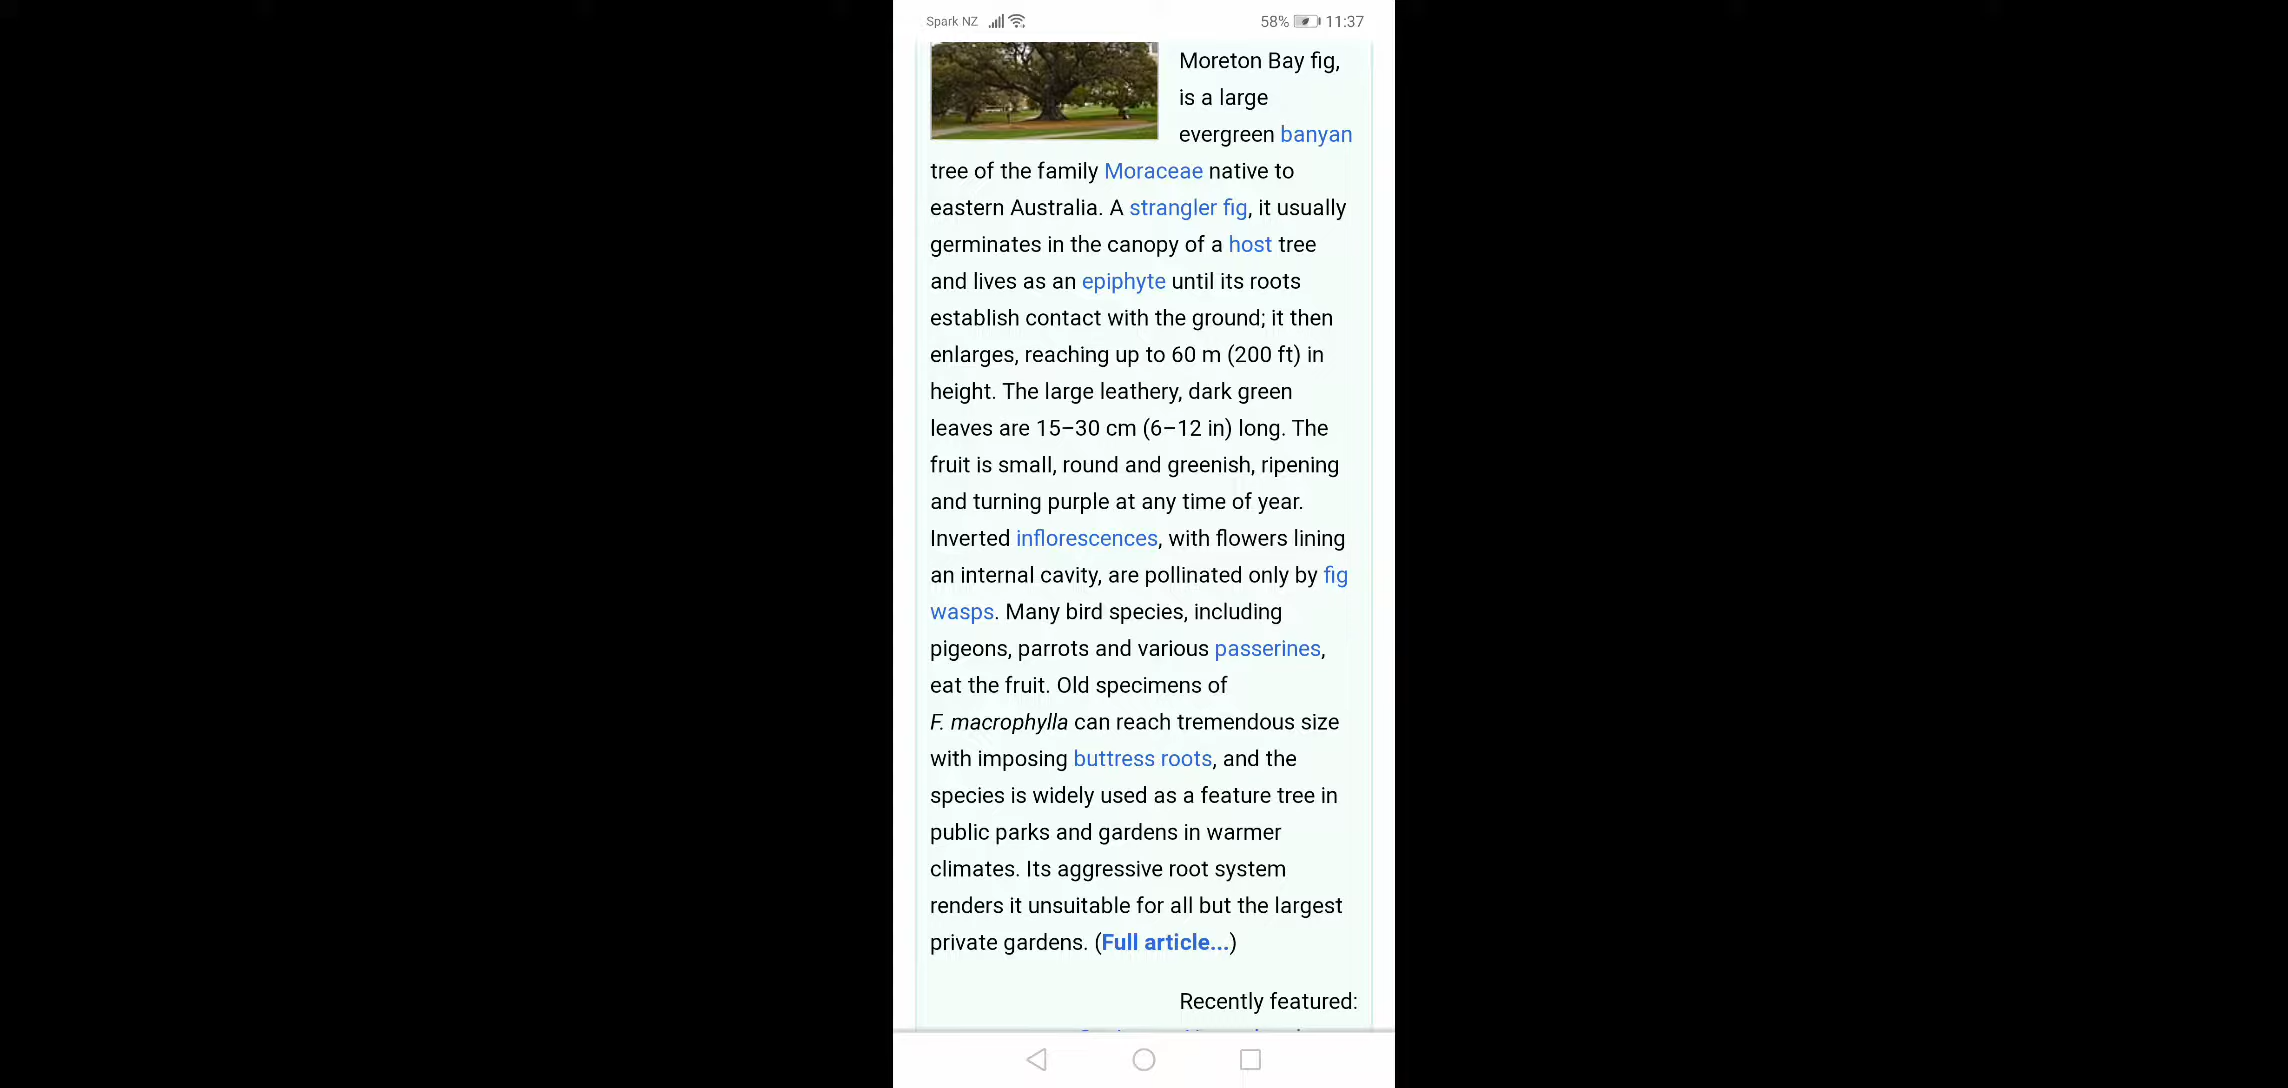 Spark NZ
58% 11:37
Moreton Bay fig,
is a large
evergreen banyan
tree of the family Moraceae native to
eastern Australia. A strangler fig, it usually
germinates in the canopy of a host tree
and lives as an epiphyte until its roots
establish contact with the ground; it then
enlarges, reaching up to 60 m (200 ft) in
height. The large leathery, dark green
leaves are 15–30 cm (6–12 in) long. The
fruit is small, round and greenish, ripening
and turning purple at any time of year.
Inverted inflorescences, with flowers lining
an internal cavity, are pollinated only by fig
wasps. Many bird species, including
pigeons, parrots and various passerines,
eat the fruit. Old specimens of
F. macrophylla can reach tremendous size
with imposing buttress roots, and the
species is widely used as a feature tree in
public parks and gardens in warmer
climates. Its aggressive root system
renders it unsuitable for all but the largest
private gardens. (Full article...)
Recently featured: